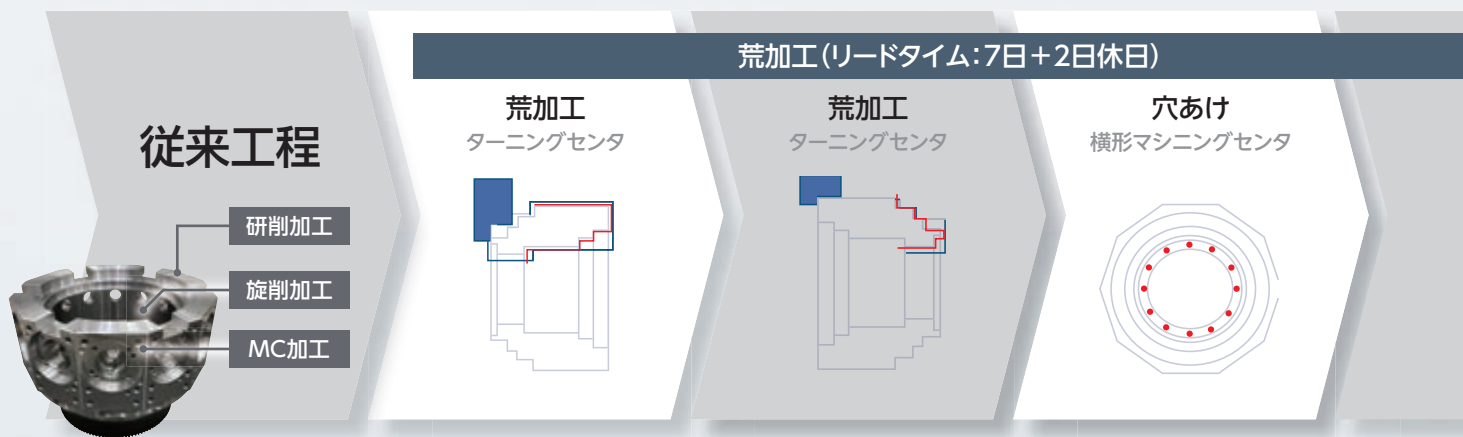 荒加工(リードタイム:7日+2日休日)
従来工程
研削加工
旋削加工
MC加工
荒加工
ターニングセンタ
荒加工
ターニングセンタ
穴あけ
横形マシニングセンタ